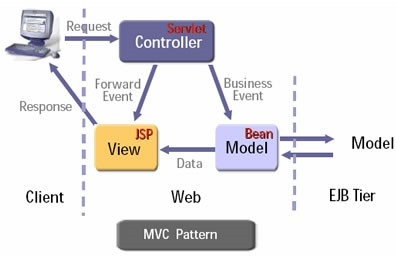 Request
Servlet
Controller
Forward
Event
Business
Event
Response
JSP
View
Bean
Model
Data
Model
Client
Web
EJB Tier
MVC Pattern